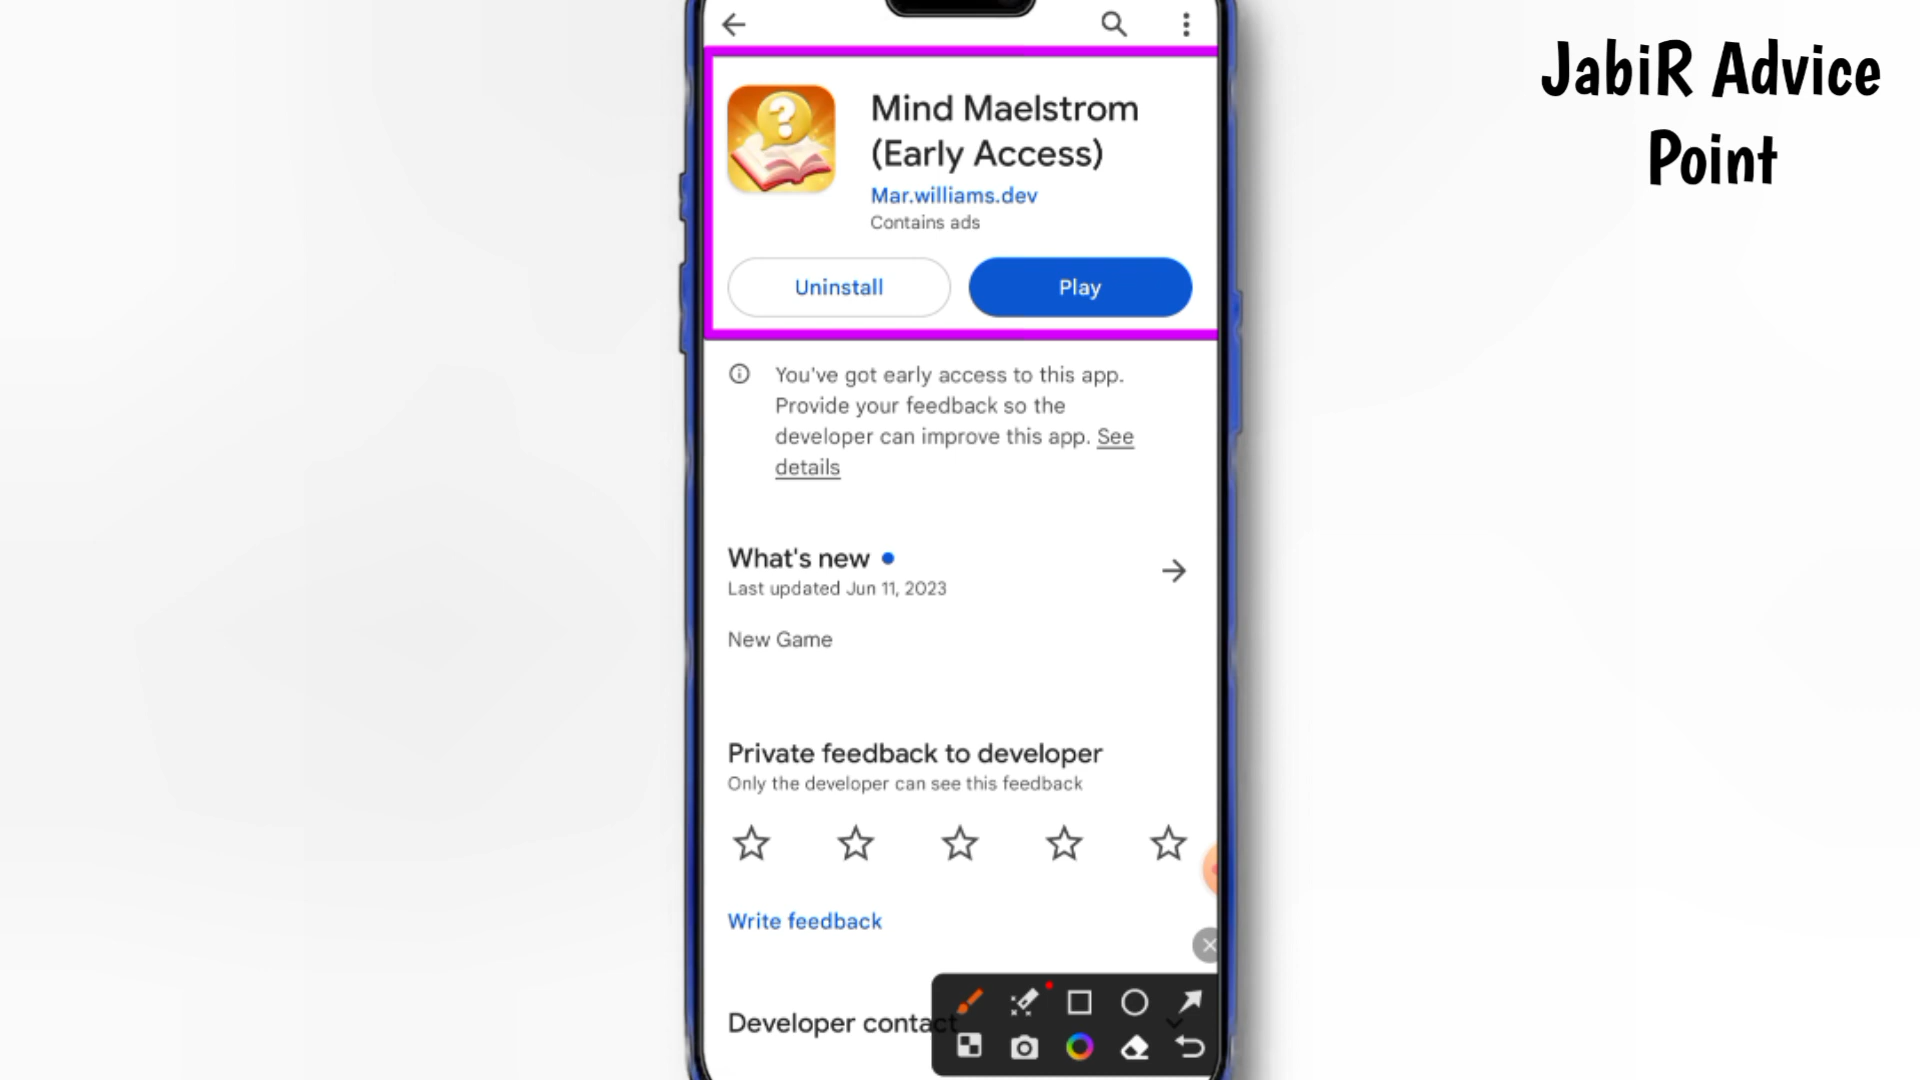 JabiR Advice
Point
Mind Maelstrom
(Early Access)
Mar.williams.dev
Contains ads
Uninstall
Play
You've got early access to this app.
Provide your feedback so the
developer can improve this app. See
details
What's new
Last updated Jun 11, 2023
New Game
Private feedback to developer
Only the developer can see this feedback
Write feedback
Developer contact